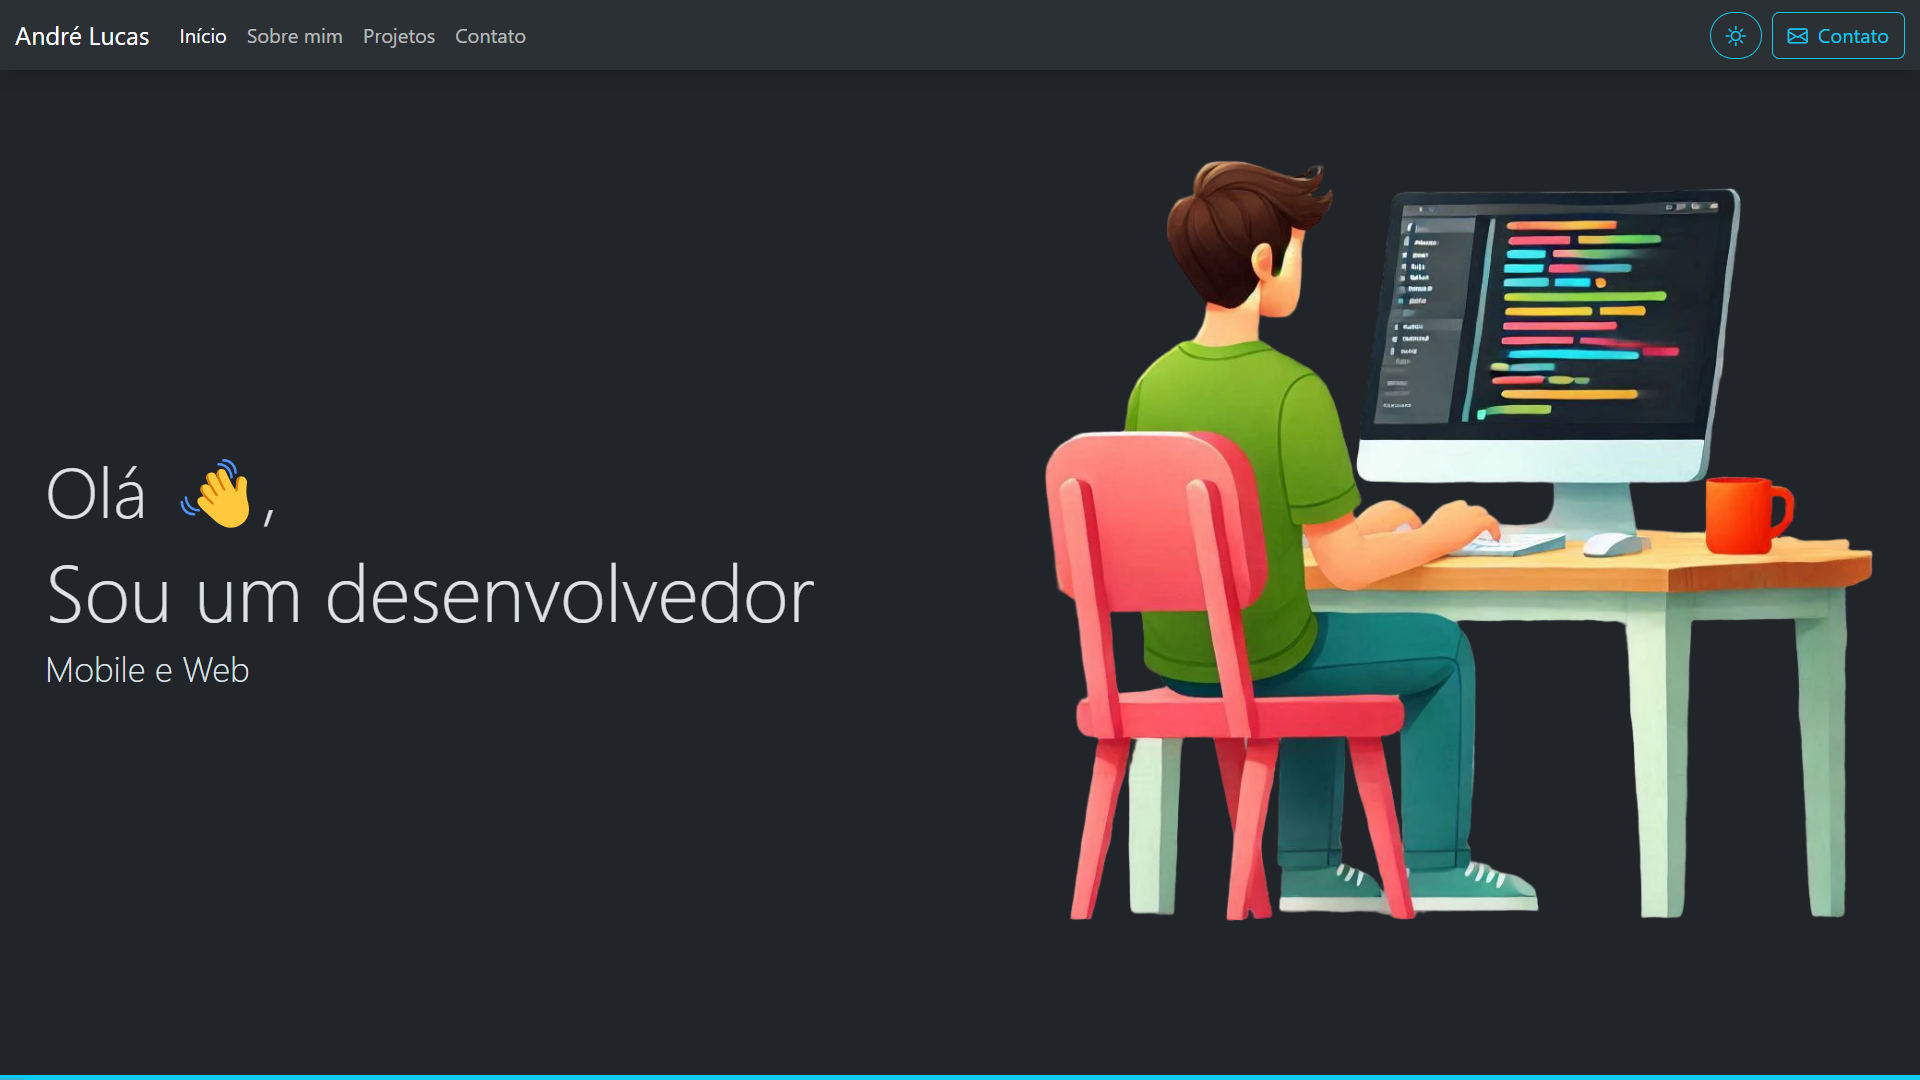 André Lucas Início Sobre mim Projetos Contato Contato
Olá 👋,
Sou um desenvolvedor
Mobile e Web